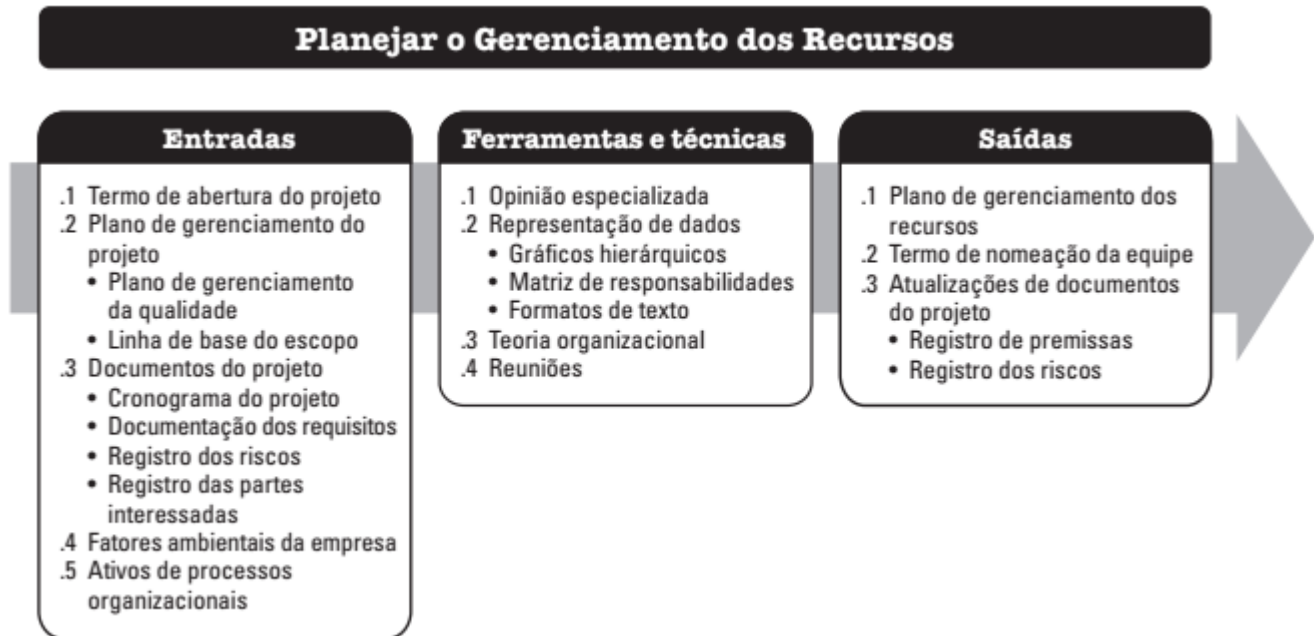 Planejar o Gerenciamento dos Recursos
Entradas
.1 Termo de abertura do projeto
.2 Plano de gerenciamento do
projeto
• Plano de gerenciamento
da qualidade
• Linha de base do escopo
.3 Documentos do projeto
• Cronograma do projeto
• Documentação dos requisitos
• Registro dos riscos
• Registro das partes
interessadas
.4 Fatores ambientais da empresa
.5 Ativos de processos
organizacionais
Ferramentas e técnicas
.1 Opinião especializada
.2 Representação de dados
• Gráficos hierárquicos
• Matriz de responsabilidades
• Formatos de texto
.3 Teoria organizacional
.4 Reuniões
Saídas
.1 Plano de gerenciamento dos
recursos
.2 Termo de nomeação da equipe
.3 Atualizações de documentos
do projeto
• Registro de premissas
• Registro dos riscos